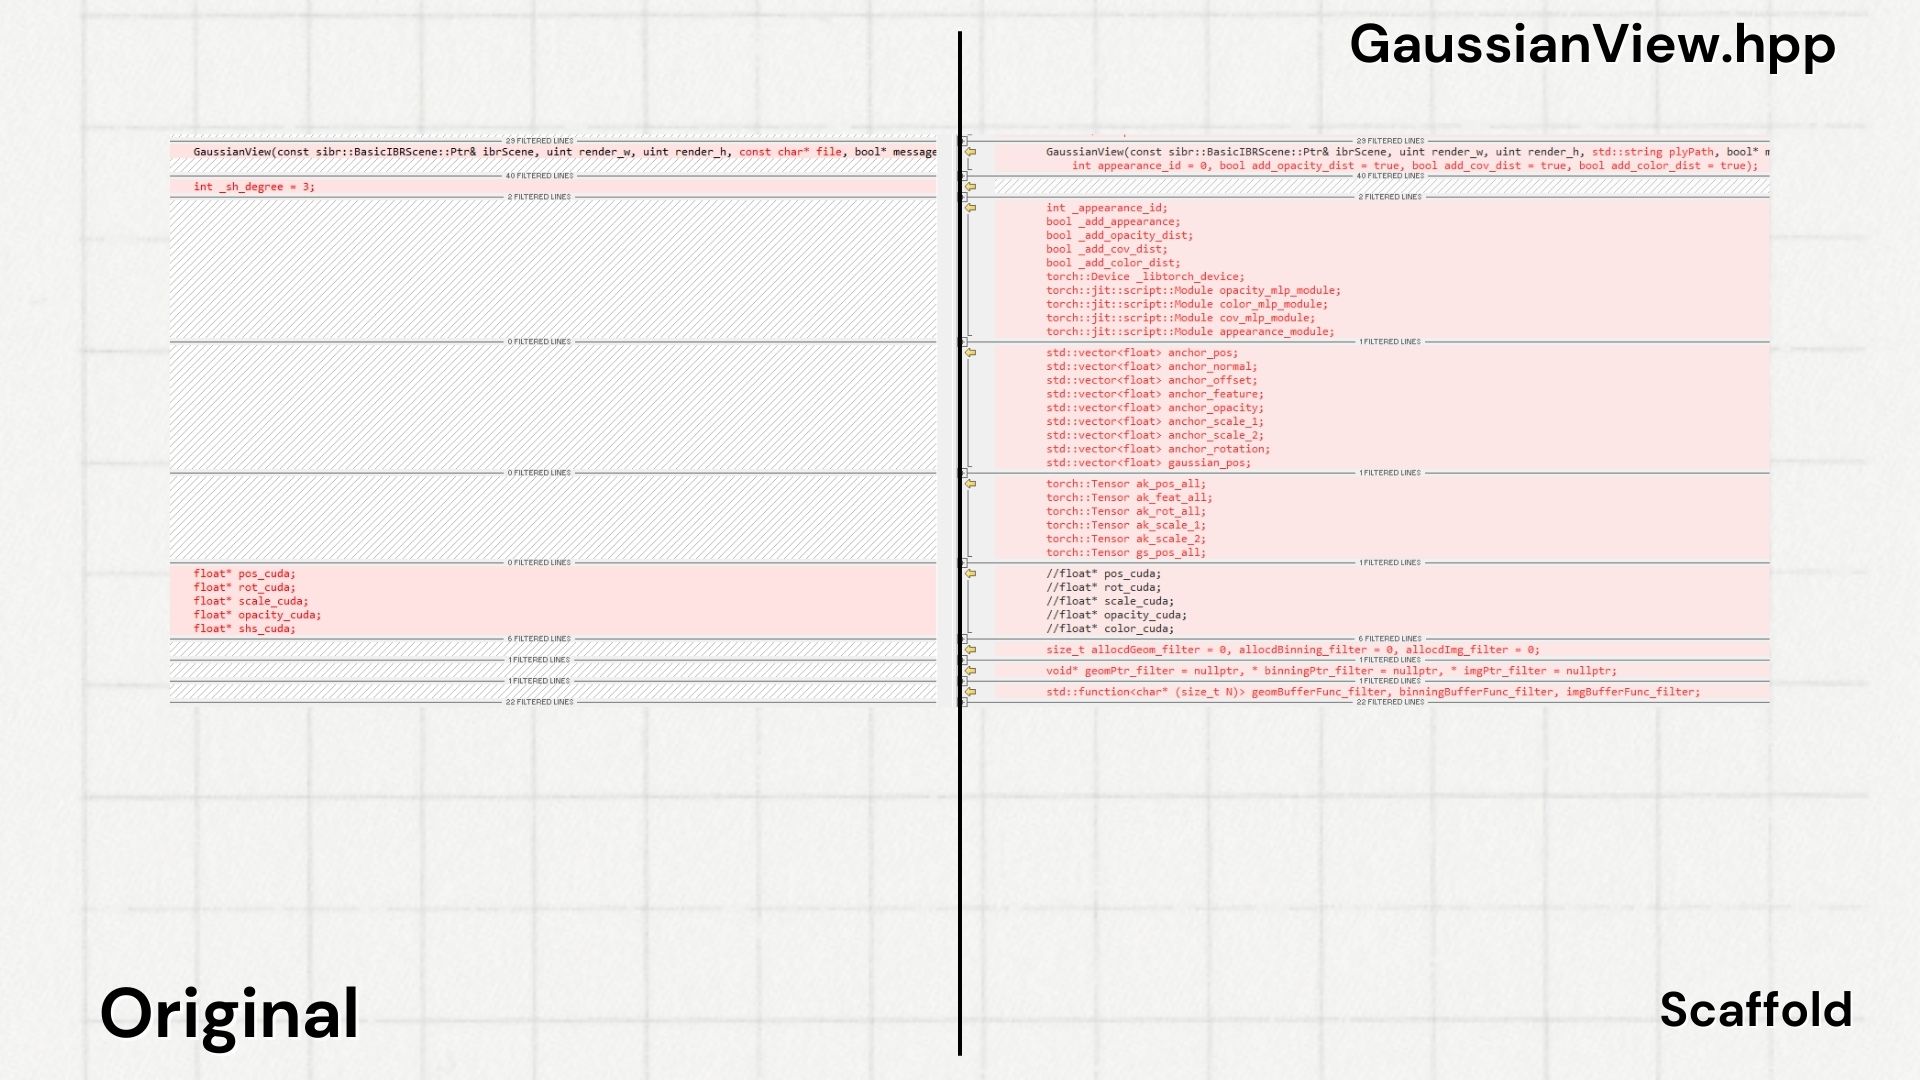 GaussianView.hpp
29 FILTERED LINES
GaussianView(const sibr::BasicIBRScene::Ptr& ibrScene, uint render_w, uint render_h, const char* file, bool* message
40 FILTERED LINES
int _sh_degree = 3;
2 FILTERED LINES
0 FILTERED LINES
0 FILTERED LINES
0 FILTERED LINES
float* pos_cuda;
float* rot_cuda;
float* scale_cuda;
float* opacity_cuda;
float* shs_cuda;
6 FILTERED LINES
1 FILTERED LINES
1 FILTERED LINES
22 FILTERED LINES
29 FILTERED LINES
GaussianView(const sibr::BasicIBRScene::Ptr& ibrScene, uint render_w, uint render_h, std::string plyPath, bool* m
int appearance_id = 0, bool add_opacity_dist = true, bool add_cov_dist = true, bool add_color_dist = true);
40 FILTERED LINES
2 FILTERED LINES
int _appearance_id;
bool _add_appearance;
bool _add_opacity_dist;
bool _add_cov_dist;
bool _add_color_dist;
torch::Device _libtorch_device;
torch::jit::script::Module opacity_mlp_module;
torch::jit::script::Module color_mlp_module;
torch::jit::script::Module cov_mlp_module;
torch::jit::script::Module appearance_module;
1 FILTERED LINES
std::vector<float> anchor_pos;
std::vector<float> anchor_normal;
std::vector<float> anchor_offset;
std::vector<float> anchor_feature;
std::vector<float> anchor_opacity;
std::vector<float> anchor_scale_1;
std::vector<float> anchor_scale_2;
std::vector<float> anchor_rotation;
std::vector<float> gaussian_pos;
1 FILTERED LINES
torch::Tensor ak_pos_all;
torch::Tensor ak_feat_all;
torch::Tensor ak_rot_all;
torch::Tensor ak_scale_1;
torch::Tensor ak_scale_2;
torch::Tensor gs_pos_all;
1 FILTERED LINES
//float* pos_cuda;
//float* rot_cuda;
//float* scale_cuda;
//float* opacity_cuda;
//float* color_cuda;
6 FILTERED LINES
size_t allocdGeom_filter = 0, allocdBinning_filter = 0, allocdImg_filter = 0;
1 FILTERED LINES
void* geomPtr_filter = nullptr, * binningPtr_filter = nullptr, * imgPtr_filter = nullptr;
1 FILTERED LINES
std::function<char* (size_t N)> geomBufferFunc_filter, binningBufferFunc_filter, imgBufferFunc_filter;
22 FILTERED LINES
Original
Scaffold